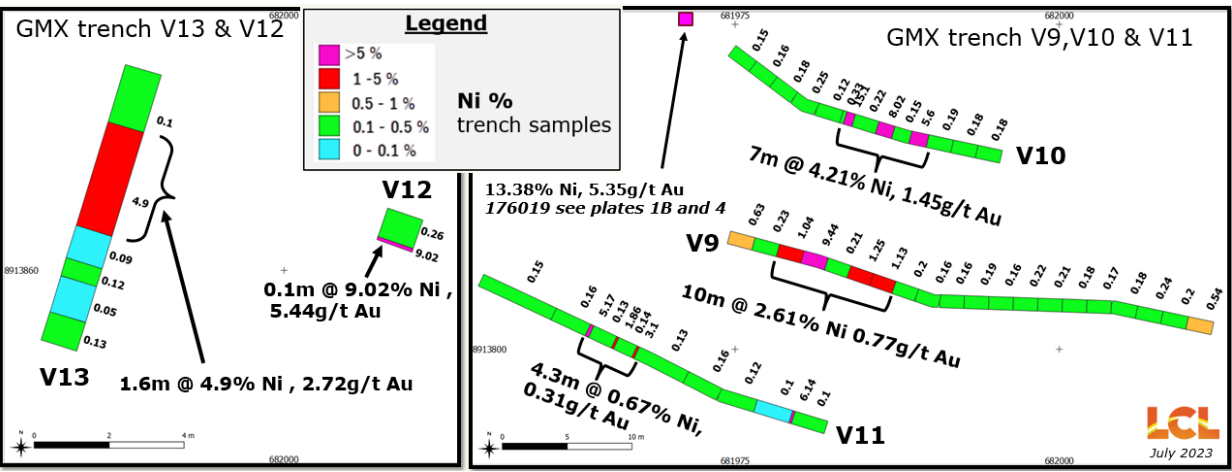 GMX trench V13 & V12
682000
0.1
4.9
0.09
0.12
0.05
0.13
V13
1.6m @ 4.9% Ni , 2.72g/t Au
V12
0.26
9.02
0.1m @ 9.02% Ni ,
5.44g/t Au
8913860
N
0 2 4 m
682000
Legend
>5 %
1 -5 %
0.5 - 1 %
0.1 - 0.5 %
0 - 0.1 %
Ni %
trench samples
681975
682000
GMX trench V9,V10 & V11
0.15
0.16
0.18
0.25
0.12
0.33
15.1
0.22
8.02
0.15
5.6
0.19
0.18
0.18
V10
7m @ 4.21% Ni, 1.45g/t Au
13.38% Ni, 5.35g/t Au
176019 see plates 1B and 4
V9
0.63
0.23
1.04
9.44
0.21
1.25
1.13
0.2
0.16
0.16
0.19
0.16
0.22
0.21
0.18
0.17
0.18
0.24
0.2
0.54
10m @ 2.61% Ni 0.77g/t Au
0.15
0.16
5.17
0.13
1.86
0.14
3.1
0.13
0.16
0.12
0.1
6.14
0.1
8913800
4.3m @ 0.67% Ni,
0.31g/t Au
V11
N
0 5 10 m
681975
682000
LCL
July 2023